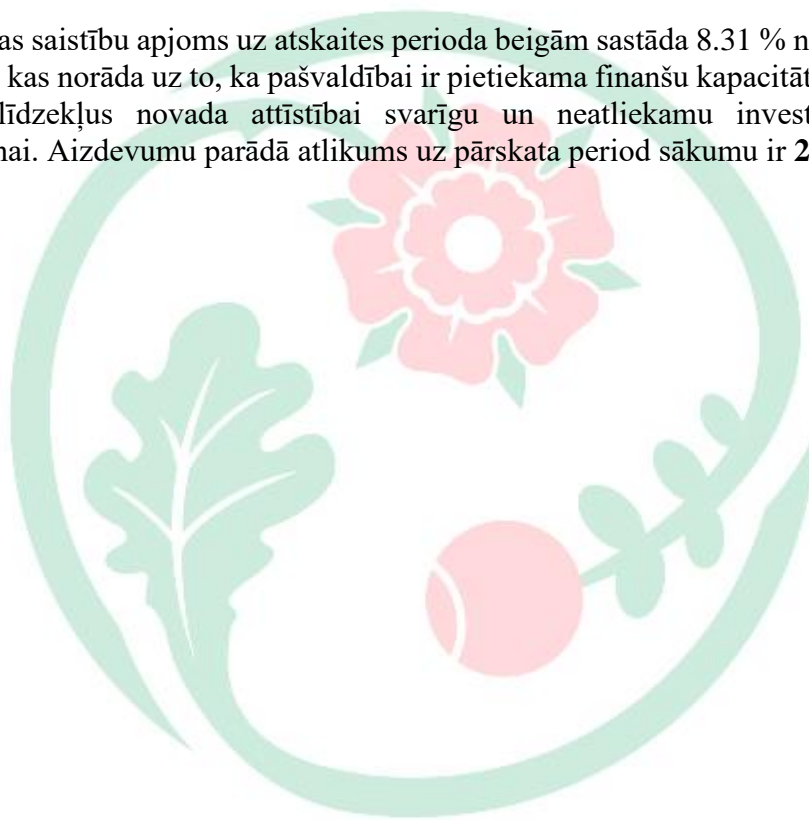 as saistību apjoms uz atskaites perioda beigām sastāda 8.31 % n
kas norāda uz to, ka pašvaldībai ir pietiekama finanšu kapacitāt
līdzekļus novada attīstībai svarīgu un neatliekamu invest
nai. Aizdevumu parādā atlikums uz pārskata period sākumu ir 2